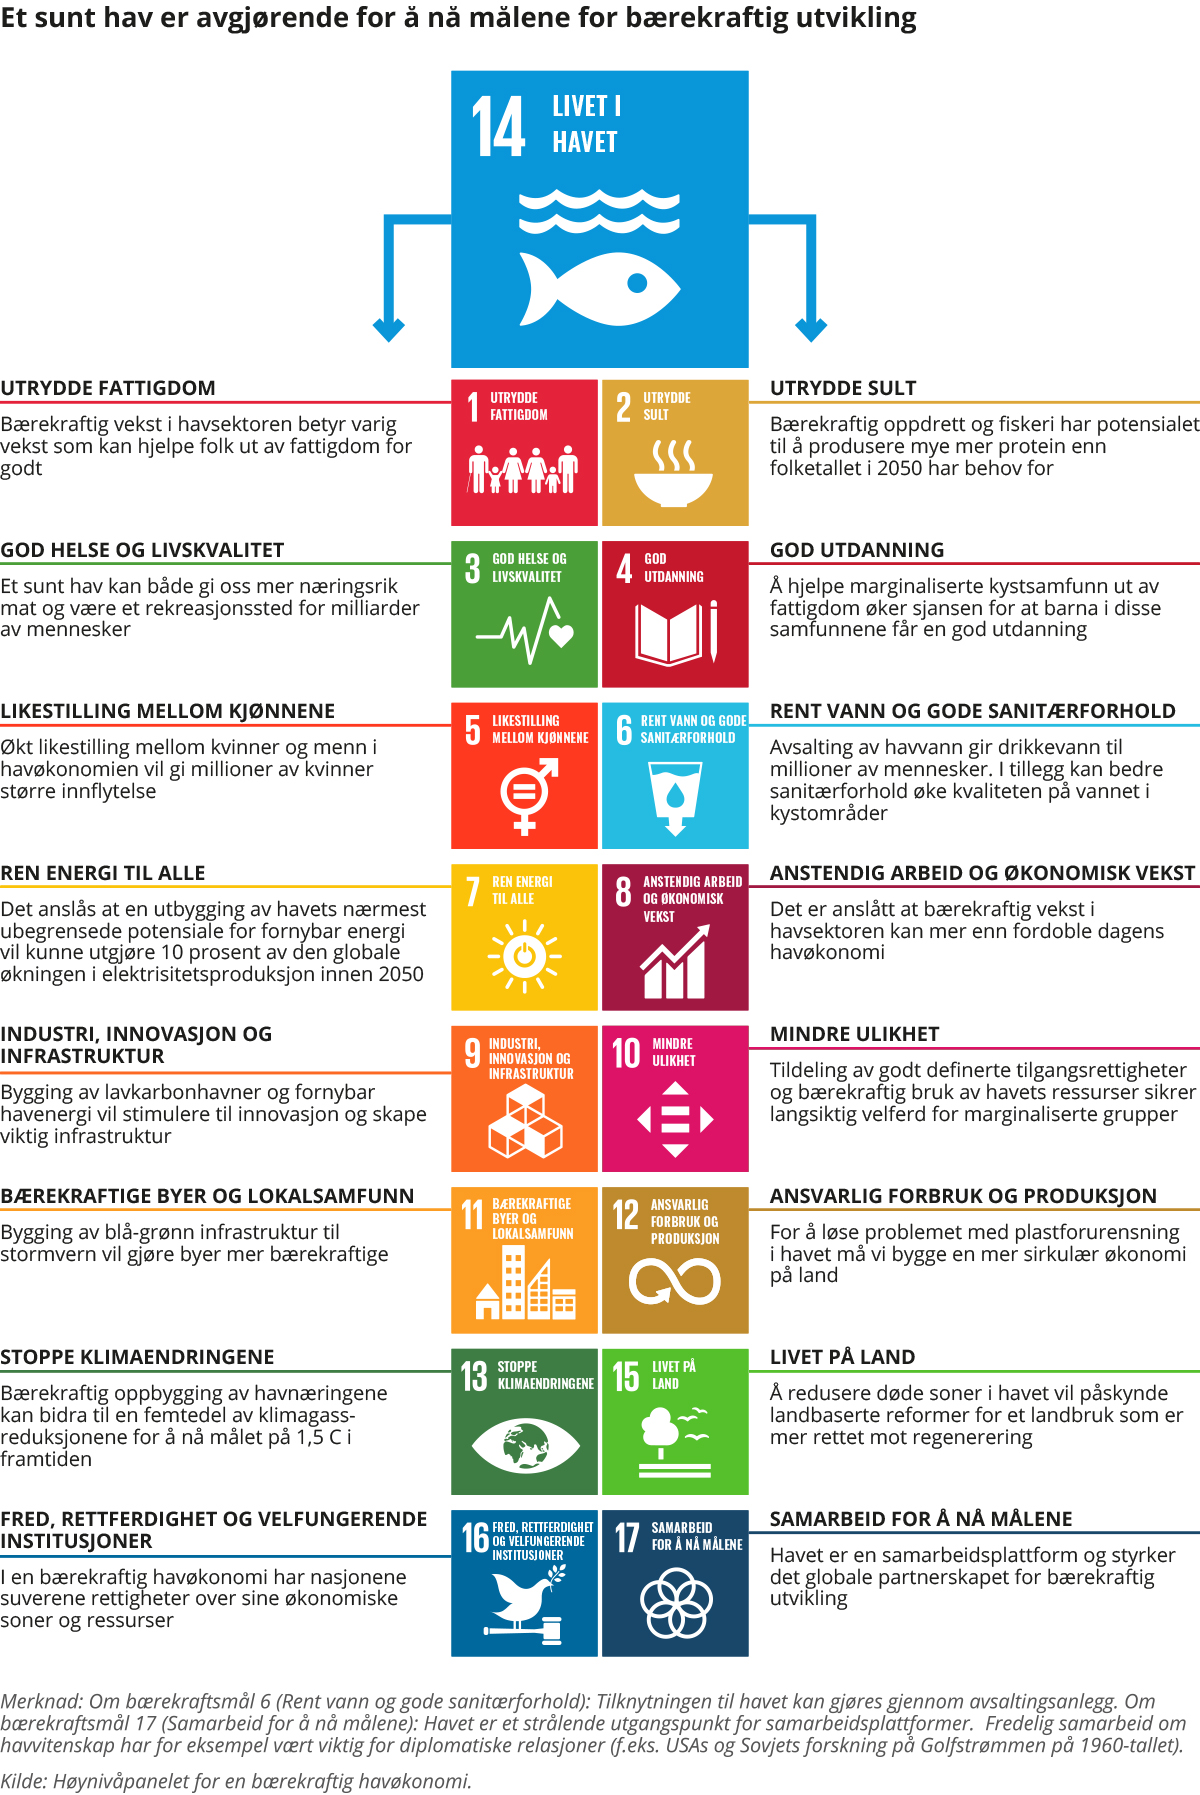 Et sunt hav er avgjørende for å nå målene for bærekraftig utvikling
14
LIVET I
HAVET
UTRYDDE FATTIGDOM
Bærekraftig vekst i havsektoren betyr varig
vekst som kan hjelpe folk ut av fattigdom for
godt
1
UTRYDDE
FATTIGDOM
2
UTRYDDE
SULT
UTRYDDE SULT
Bærekraftig oppdrett og fiskeri har potensialet
til å produsere mye mer protein enn
folketallet i 2050 har behov for
GOD HELSE OG LIVSKVALITET
Et sunt hav kan både gi oss mer næringsrik
mat og være et rekreasjonssted for milliarder
av mennesker
3
GOD HELSE OG
LIVSKVALITET
4
GOD
UTDANNING
GOD UTDANNING
Å hjelpe marginaliserte kystsamfunn ut av
fattigdom øker sjansen for at barna i disse
samfunnene får en god utdanning
LIKESTILLING MELLOM KJØNNENE
Økt likestilling mellom kvinner og menn i
havøkonomien vil gi millioner av kvinner
større innflytelse
5
LIKESTILLING
MELLOM KJØNNENE
6
RENT VANN OG GODE
SANITÆRFORHOLD
RENT VANN OG GODE SANITÆRFORHOLD
Avsalting av havvann gir drikkevann til
millioner av mennesker. I tillegg kan bedre
sanitærforhold øke kvaliteten på vannet i
kystområder
REN ENERGI TIL ALLE
Det anslås at en utbygging av havets nærmest
ubegrensede potensiale for fornybar energi
vil kunne utgjøre 10 prosent av den globale
økningen i elektrisitetsproduksjon innen 2050
7
REN ENERGI
TIL ALLE
8
ANSTENDIG ARBEID
OG ØKONOMISK
VEKST
ANSTENDIG ARBEID OG ØKONOMISK VEKST
Det er anslått at bærekraftig vekst i
havsektoren kan mer enn fordoble dagens
havøkonomi
INDUSTRI, INNOVASJON OG
INFRASTRUKTUR
Bygging av lavkarbonhavner og fornybar
havenergi vil stimulere til innovasjon og skape
viktig infrastruktur
9
INDUSTRI,
INNOVASJON OG
INFRASTRUKTUR
10
MINDRE
ULIKHET
MINDRE ULIKHET
Tildeling av godt definerte tilgangsrettigheter
og bærekraftig bruk av havets ressurser sikrer
langsiktig velferd for marginaliserte grupper
BÆREKRAFTIGE BYER OG LOKALSAMFUNN
Bygging av blå-grønn infrastruktur til
stormvern vil gjøre byer mer bærekraftige
11
BÆREKRAFTIGE
BYER OG
LOKALSAMFUNN
12
ANSVARLIG
FORBRUK OG
PRODUKSJON
ANSVARLIG FORBRUK OG PRODUKSJON
For å løse problemet med plastforurensning
i havet må vi bygge en mer sirkulær økonomi
på land
STOPPE KLIMAENDRINGENE
Bærekraftig oppbygging av havnæringene
kan bidra til en femtedel av klimagass-
reduksjonene for å nå målet på 1,5 C i
framtiden
13
STOPPE
KLIMAENDRINGENE
15
LIVET PÅ
LAND
LIVET PÅ LAND
Å redusere døde soner i havet vil påskynde
landbaserte reformer for et landbruk som er
mer rettet mot regenerering
FRED, RETTFERDIGHET OG VELFUNGERENDE
INSTITUSJONER
I en bærekraftig havøkonomi har nasjonene
suverene rettigheter over sine økonomiske
soner og ressurser
16
FRED, RETTFERDIGHET
OG VELFUNGERENDE
INSTITUSJONER
17
SAMARBEID
FOR Å NÅ MÅLENE
SAMARBEID FOR Å NÅ MÅLENE
Havet er en samarbeidsplattform og styrker
det globale partnerskapet for bærekraftig
utvikling
Merknad: Om bærekraftsmål 6 (Rent vann og gode sanitærforhold): Tilknytningen til havet kan gjøres gjennom avsaltingsanlegg. Om
bærekraftsmål 17 (Samarbeid for å nå målene): Havet er et strålende utgangspunkt for samarbeidsplattformer. Fredelig samarbeid om
havvitenskap har for eksempel vært viktig for diplomatiske relasjoner (f.eks. USAs og Sovjets forskning på Golfstrømmen på 1960-tallet).
Kilde: Høynivåpanelet for en bærekraftig havøkonomi.